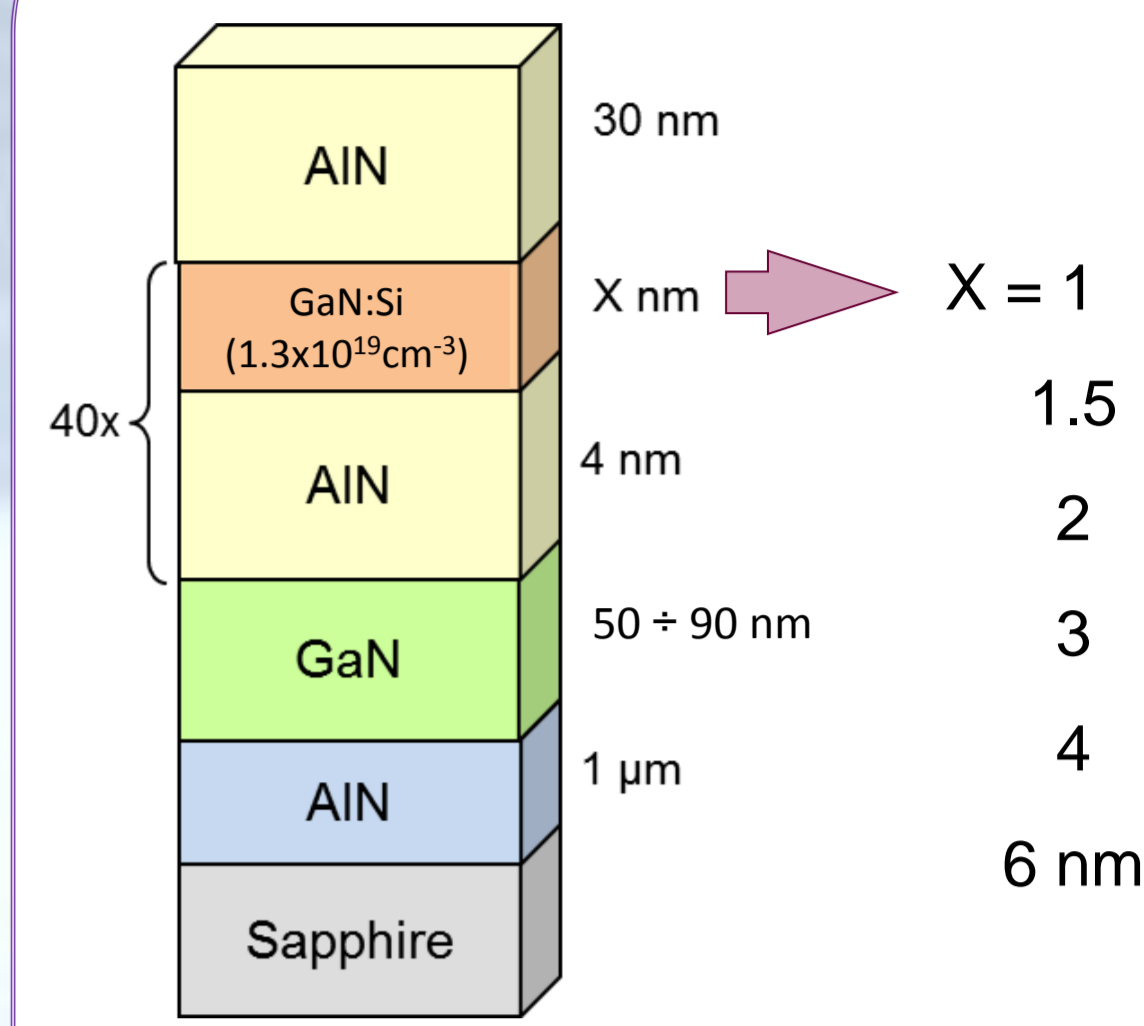 AlN
30 nm
GaN:Si
(1.3x10¹⁹cm⁻³)
X nm
X = 1
1.5
2
3
4
6 nm
40x
AlN
4 nm
GaN
50 ÷ 90 nm
AlN
1 µm
Sapphire